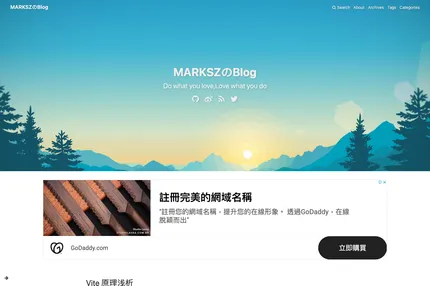 MARKSZのBlog
Search About Archives Tags Categories
MARKSZのBlog
Do what you love,Love what you do
註冊完美的網域名稱
"註冊您的網域名稱，提升您的在線形象。 透過GoDaddy，在線
脫穎而出"
GoDaddy.com
立即購買
Vite 原理浅析